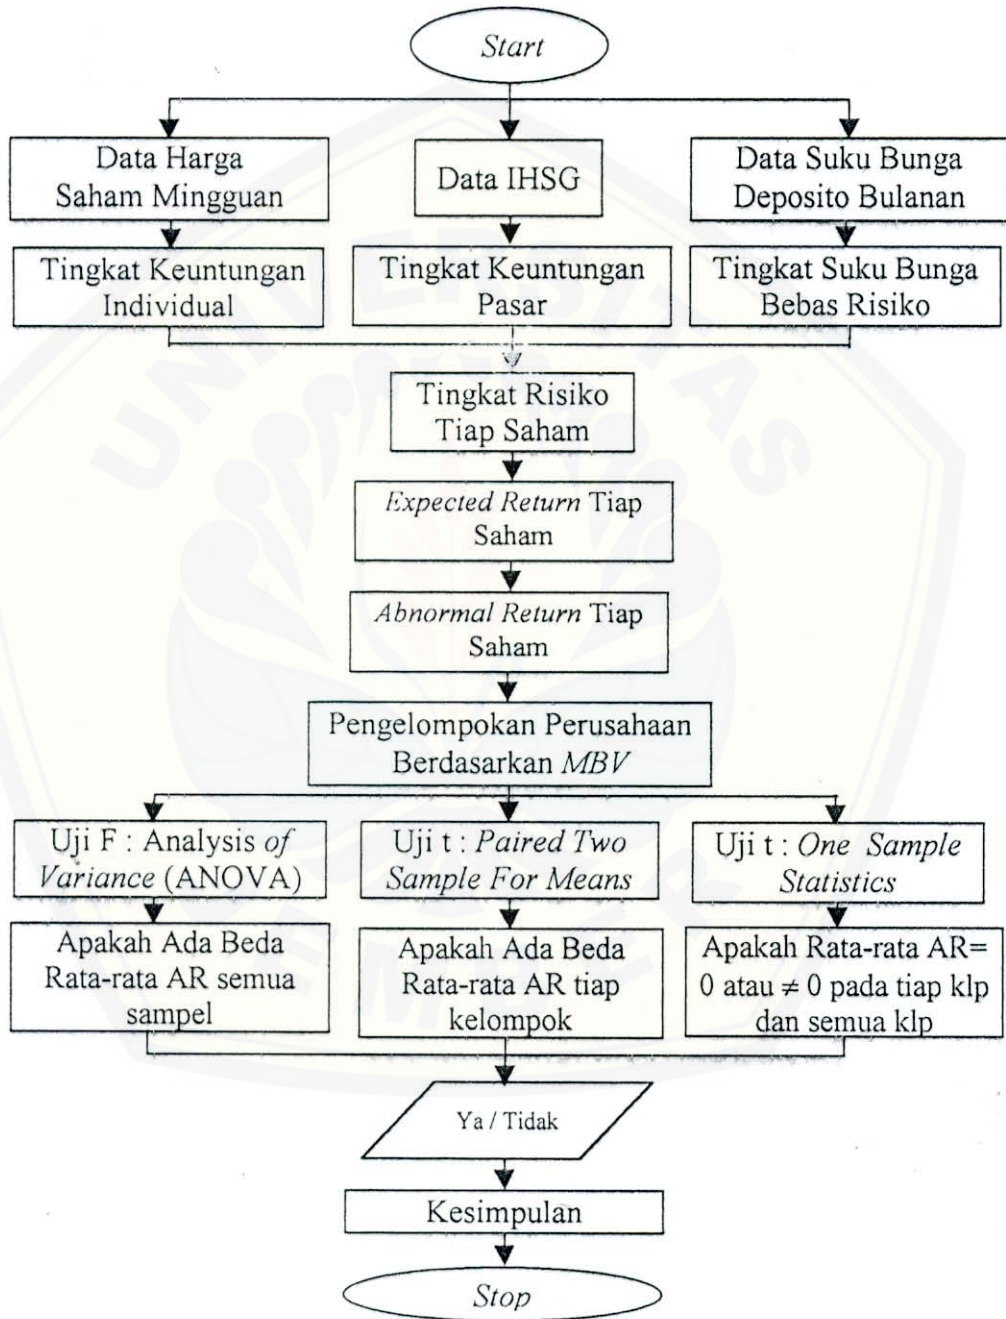 Start
Data Harga
Saham Mingguan
Data IHSG
Data Suku Bunga
Deposito Bulanan
Tingkat Keuntungan
Individual
Tingkat Keuntungan
Pasar
Tingkat Suku Bunga
Bebas Risiko
Tingkat Risiko
Tiap Saham
Expected Return Tiap
Saham
Abnormal Return Tiap
Saham
Pengelompokan Perusahaan
Berdasarkan MBV
Uji F : Analysis of
Variance (ANOVA)
Uji t : Paired Two
Sample For Means
Uji t : One Sample
Statistics
Apakah Ada Beda
Rata-rata AR semua
sampel
Apakah Ada Beda
Rata-rata AR tiap
kelompok
Apakah Rata-rata AR=
0 atau ≠ 0 pada tiap klp
dan semua klp
Ya / Tidak
Kesimpulan
Stop
UNIVERSITAS
JEMBER